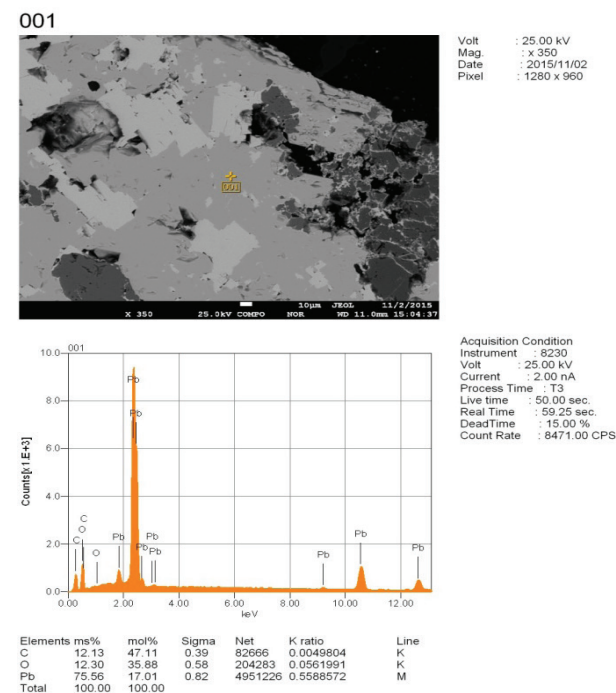 001
Volt : 25.00 kV
Mag. : x 350
Date : 2015/11/02
Pixel : 1280 x 960
001
10µm JEOL 11/2/2015
X 350 25.0kV COMPO NOR WD 11.0mm 15:04:37
Acquisition Condition
Instrument : 8230
Volt : 25.00 kV
Current : 2.00 nA
Process Time : T3
Live time : 50.00 sec.
Real Time : 59.25 sec.
DeadTime : 15.00 %
Count Rate : 8471.00 CPS
001
Counts[x1.E+3]
10.0
8.0
6.0
4.0
2.0
0.0
Pb
Pb
C
O
C
O
Pb
Pb
Pb
Pb
Pb
Pb
0.00 2.00 4.00 6.00 8.00 10.00 12.00
keV
Elements ms% mol% Sigma Net K ratio Line
C 12.13 47.11 0.39 82666 0.0049804 K
O 12.30 35.88 0.58 204283 0.0561991 K
Pb 75.56 17.01 0.82 4951226 0.5588572 M
Total 100.00 100.00